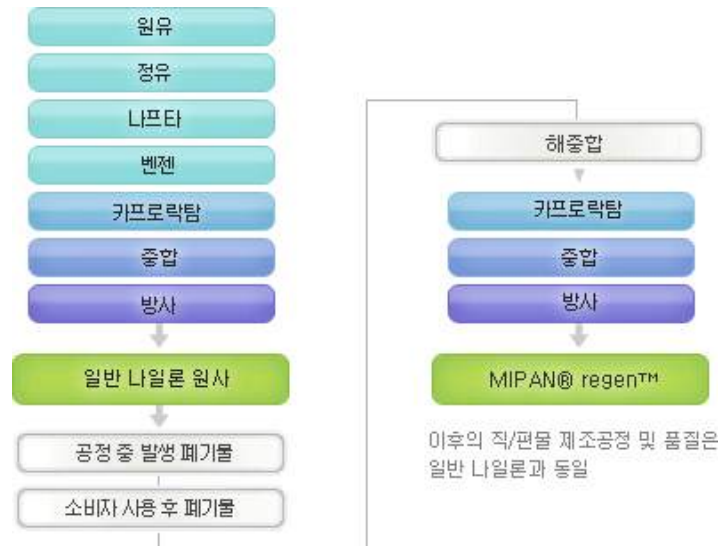 원유
정유
나프타
벤젠
카프로락탐
중합
방사
일반 나일론 원사
공정 중 발생 폐기물
소비자 사용 후 폐기물
해중합
카프로락탐
중합
방사
MIPAN® regen™
이후의 직/편물 제조공정 및 품질은
일반 나일론과 동일